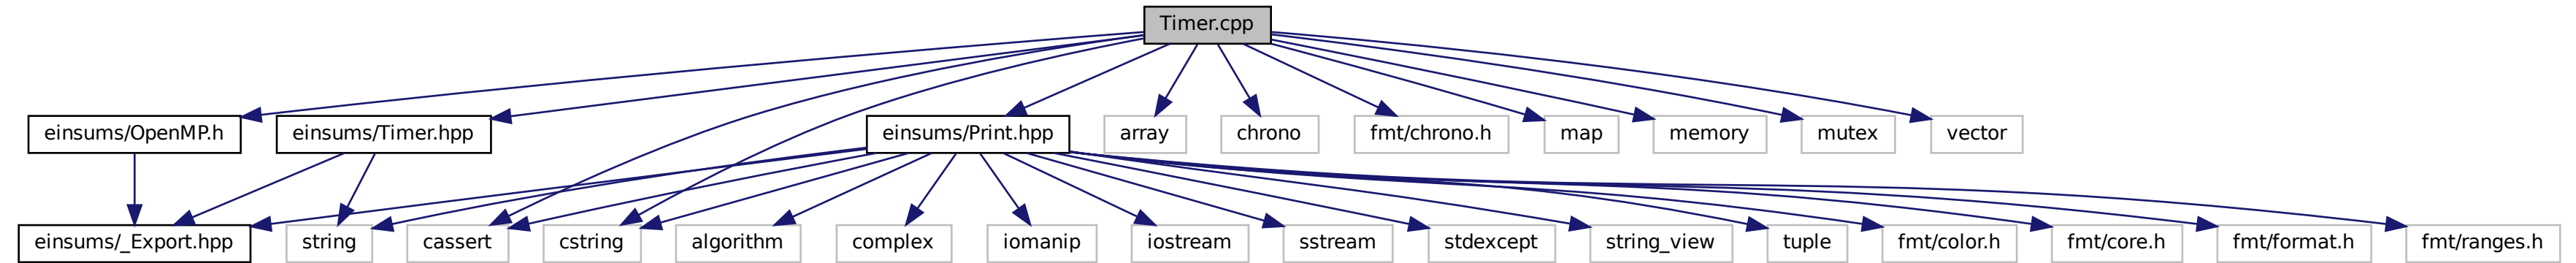 Timer.cpp
einsums/OpenMP.h
einsums/Timer.hpp
einsums/Print.hpp
array
chrono
fmt/chrono.h
map
memory
mutex
vector
einsums/_Export.hpp
string
cassert
cstring
algorithm
complex
iomanip
iostream
sstream
stdexcept
string_view
tuple
fmt/color.h
fmt/core.h
fmt/format.h
fmt/ranges.h